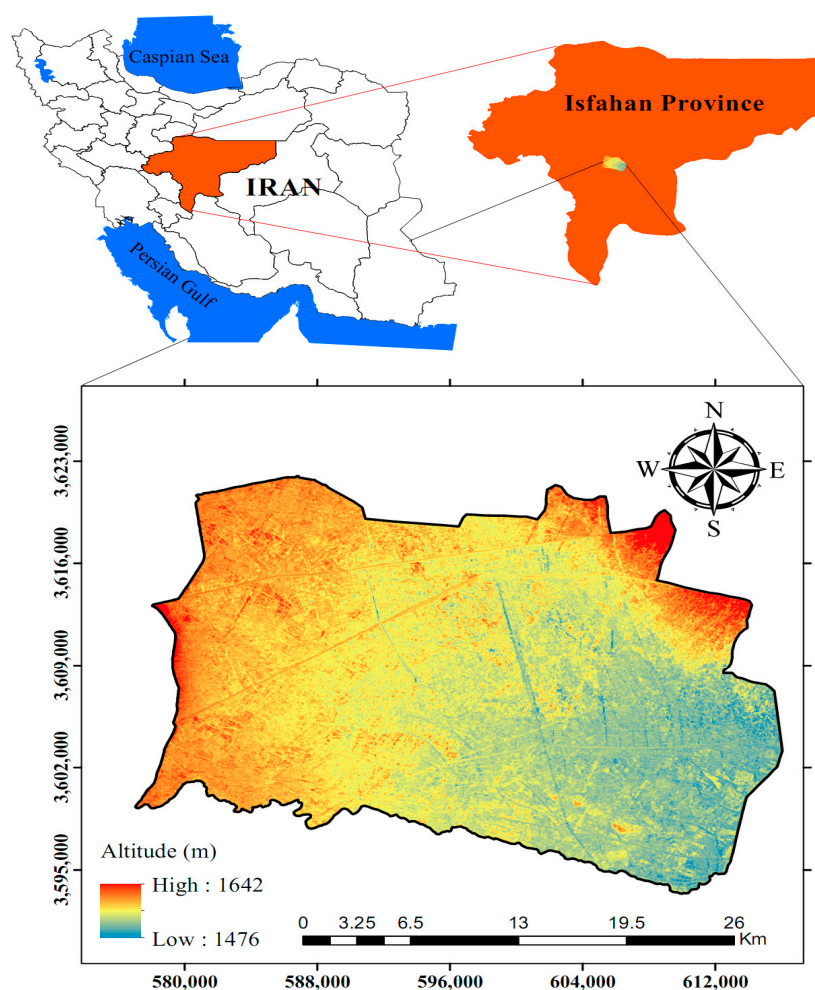 Caspian Sea
Isfahan Province
IRAN
Persian Gulf
N
W E
S
3,623,000
3,616,000
3,609,000
3,602,000
3,595,000
Altitude (m)
High : 1642
Low : 1476
0 3.25 6.5 13 19.5 26
Km
580,000 588,000 596,000 604,000 612,000